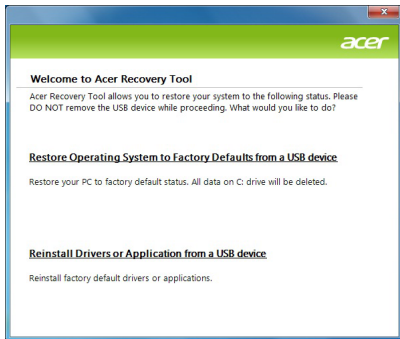 acer
Welcome to Acer Recovery Tool
Acer Recovery Tool allows you to restore your system to the following status. Please
DO NOT remove the USB device while proceeding. What would you like to do?
Restore Operating System to Factory Defaults from a USB device
Restore your PC to factory default status. All data on C: drive will be deleted.
Reinstall Drivers or Application from a USB device
Reinstall factory default drivers or applications.